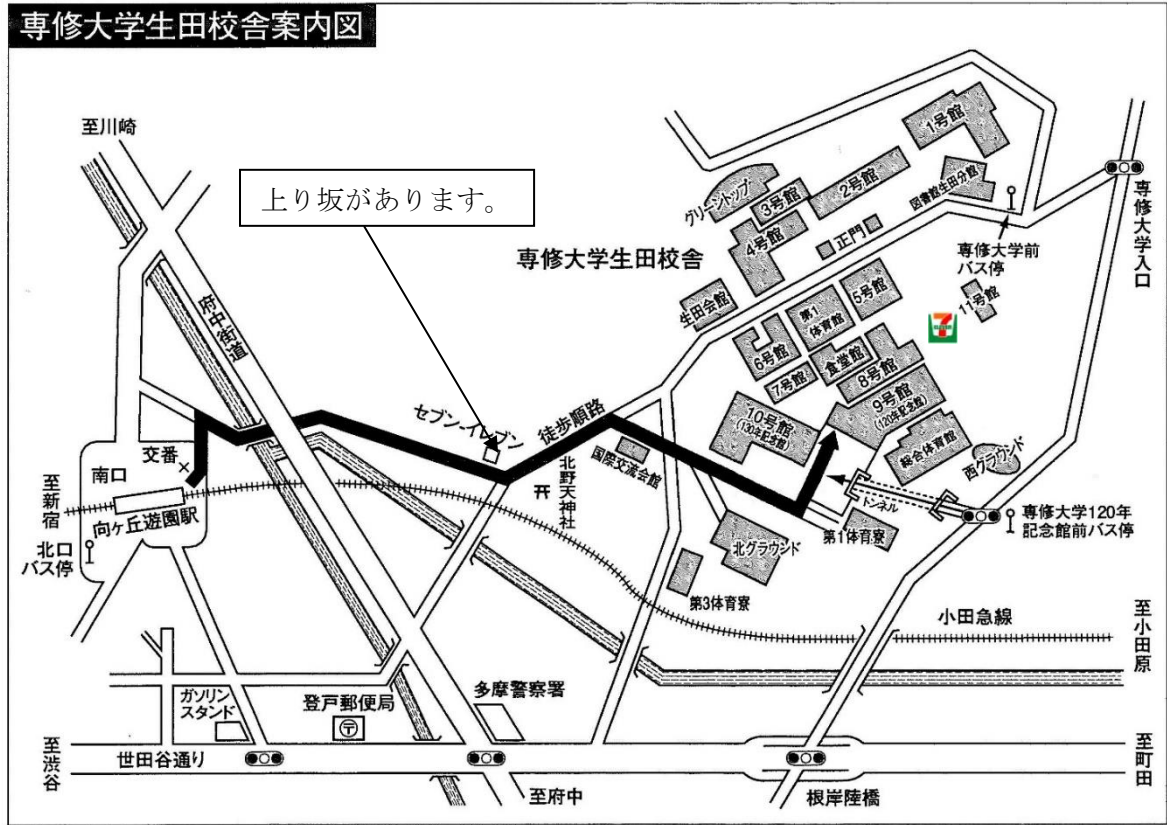 専修大学生田校舎案内図
至川崎
上り坂があります。
府中街道
専修大学生田校舎
グリーントップ
1号館
2号館
3号館
4号館
図書館生田分館
正門
生田会館
専修大学前
バス停
専修大学入口
5号館
第1
体育館
6号館
7号館
食堂館
8号館
9号館
(120年記念館)
10号館
(130年記念館)
11号館
7
総合体育館
西グラウンド
セブン-イレブン
徒歩順路
北野天神社
国際交流会館
トンネル
第1体育寮
専修大学120年
記念館前バス停
北グラウンド
第3体育寮
交番
南口
至新宿
向ヶ丘遊園駅
北口
バス停
小田急線
至小田原
ガソリン
スタンド
登戸郵便局
〒
多摩警察署
至渋谷
世田谷通り
至府中
根岸陸橋
至町田